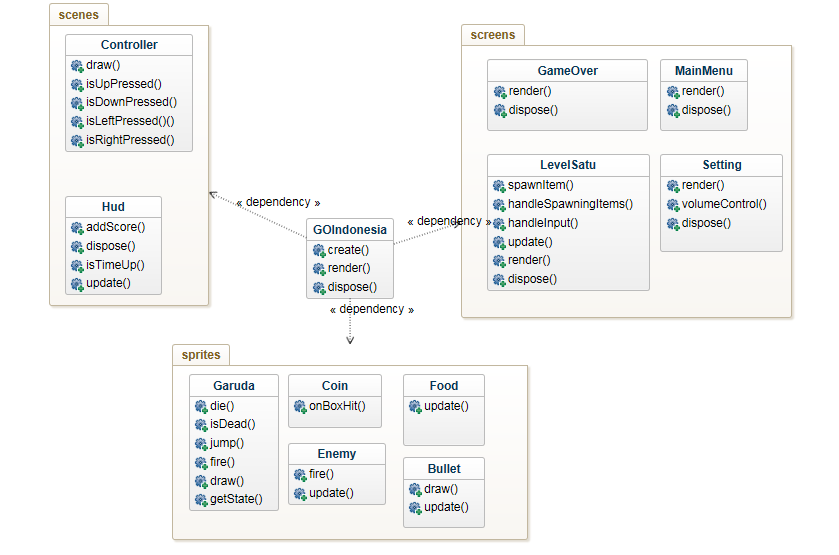 scenes
Controller
draw()
isUpPressed()
isDownPressed()
isLeftPressed()()
isRightPressed()
Hud
addScore()
dispose()
isTimeUp()
update()
« dependency »
GOIndonesia
create()
render()
dispose()
« dependency »
« dependency »
screens
GameOver
render()
dispose()
MainMenu
render()
dispose()
LevelSatu
spawnItem()
handleSpawningItems()
handleInput()
update()
render()
dispose()
Setting
render()
volumeControl()
dispose()
sprites
Garuda
die()
isDead()
jump()
fire()
draw()
getState()
Coin
onBoxHit()
Enemy
fire()
update()
Food
update()
Bullet
draw()
update()